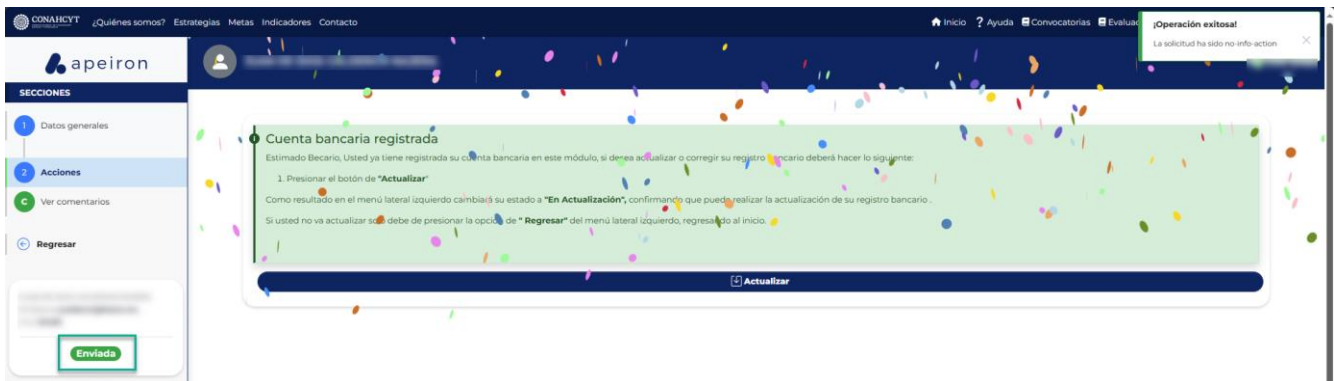 CONAHCYT ¿Quiénes somos? Estrategias Metas Indicadores Contacto
Inicio ? Ayuda Convocatorias Evaluac
¡Operación exitosa!
La solicitud ha sido no-info-action
apeiron
SECCIONES
1 Datos generales
2 Acciones
C Ver comentarios
Regresar
Enviada
Cuenta bancaria registrada
Estimado Becario, Usted ya tiene registrada su cuenta bancaria en este módulo, si desea actualizar o corregir su registro bancario deberá hacer lo siguiente:
1. Presionar el botón de "Actualizar"
Como resultado en el menú lateral izquierdo cambiará su estado a "En Actualización", confirmando que puede realizar la actualización de su registro bancario .
Si usted no va actualizar solo debe de presionar la opción de " Regresar" del menú lateral izquierdo, regresando al inicio.
Actualizar